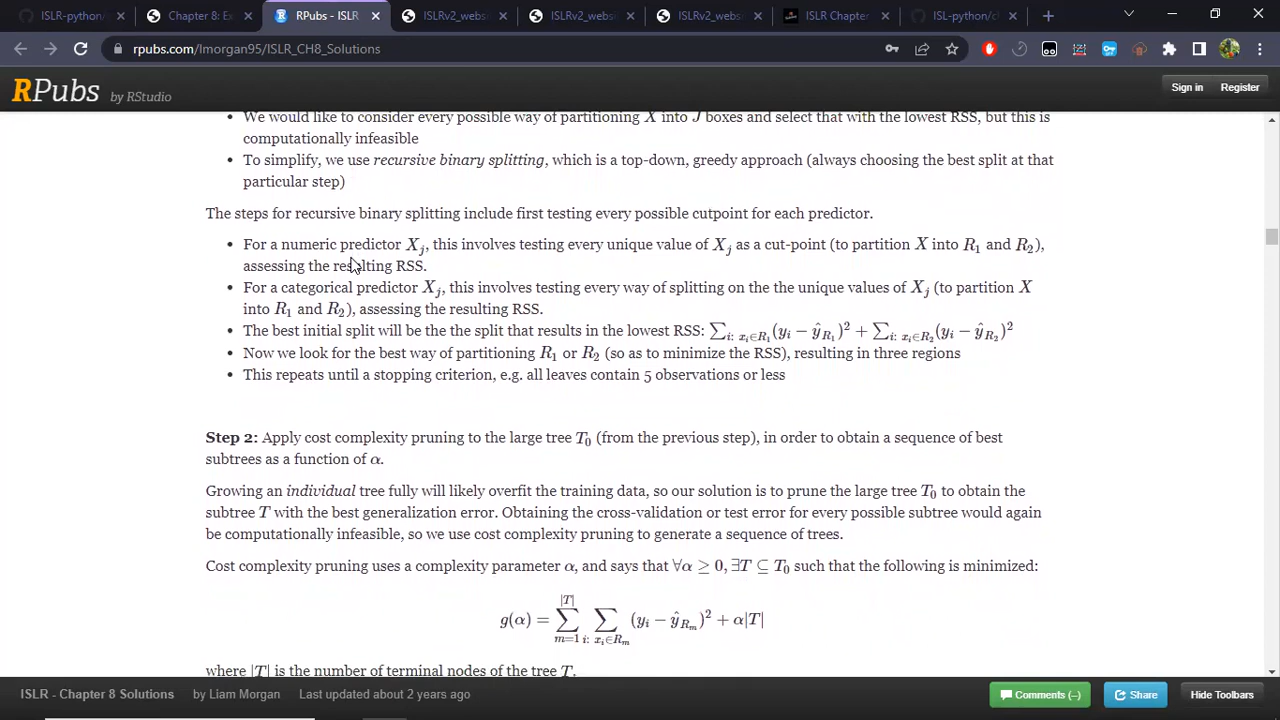 ISLR-python/c
Chapter 8: Ex
RPubs - ISLR
ISLRv2_webs
ISLRv2_webs
ISLRv2_webs
ISLR Chapter
ISL-python/c
rpubs.com/lmorgan95/ISLR_CH8_Solutions
RPubs by RStudio
Sign in Register
• We would like to consider every possible way of partitioning X into J boxes and select that with the lowest RSS, but this is
computationally infeasible
• To simplify, we use recursive binary splitting, which is a top-down, greedy approach (always choosing the best split at that
particular step)
The steps for recursive binary splitting include first testing every possible cutpoint for each predictor.
• For a numeric predictor X_j, this involves testing every unique value of X_j as a cut-point (to partition X into R_1 and R_2),
assessing the resulting RSS.
• For a categorical predictor X_j, this involves testing every way of splitting on the the unique values of X_j (to partition X
into R_1 and R_2), assessing the resulting RSS.
• The best initial split will be the the split that results in the lowest RSS: ∑_{i: x_i∈R_1}(y_i − ŷ_{R_1})² + ∑_{i: x_i∈R_2}(y_i − ŷ_{R_2})²
• Now we look for the best way of partitioning R_1 or R_2 (so as to minimize the RSS), resulting in three regions
• This repeats until a stopping criterion, e.g. all leaves contain 5 observations or less
Step 2: Apply cost complexity pruning to the large tree T_0 (from the previous step), in order to obtain a sequence of best
subtrees as a function of α.
Growing an individual tree fully will likely overfit the training data, so our solution is to prune the large tree T_0 to obtain the
subtree T with the best generalization error. Obtaining the cross-validation or test error for every possible subtree would again
be computationally infeasible, so we use cost complexity pruning to generate a sequence of trees.
Cost complexity pruning uses a complexity parameter α, and says that ∀α ≥ 0, ∃T ⊆ T_0 such that the following is minimized:
g(α) = ∑_{m=1}^{|T|} ∑_{i: x_i∈R_m} (y_i − ŷ_{R_m})² + α|T|
where |T| is the number of terminal nodes of the tree T.
ISLR - Chapter 8 Solutions by Liam Morgan Last updated about 2 years ago
Comments (–) Share Hide Toolbars